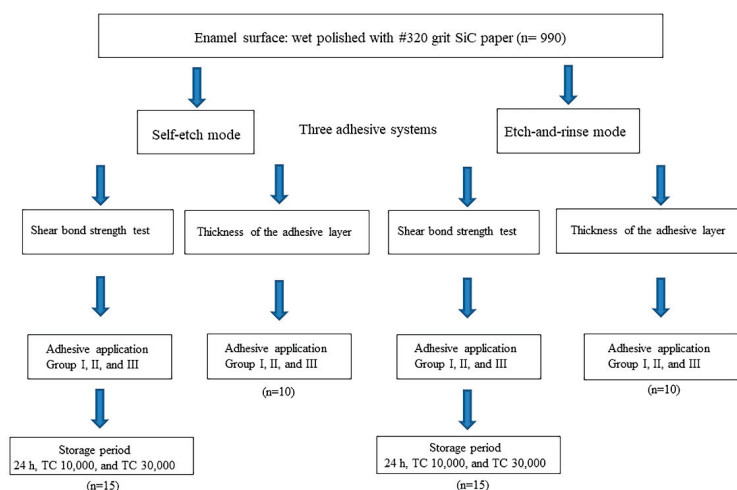 Enamel surface: wet polished with #320 grit SiC paper (n= 990)
Self-etch mode
Three adhesive systems
Etch-and-rinse mode
Shear bond strength test
Thickness of the adhesive layer
Shear bond strength test
Thickness of the adhesive layer
Adhesive application
Group I, II, and III
Adhesive application
Group I, II, and III
(n=10)
Adhesive application
Group I, II, and III
Adhesive application
Group I, II, and III
(n=10)
Storage period
24 h, TC 10,000, and TC 30,000
(n=15)
Storage period
24 h, TC 10,000, and TC 30,000
(n=15)